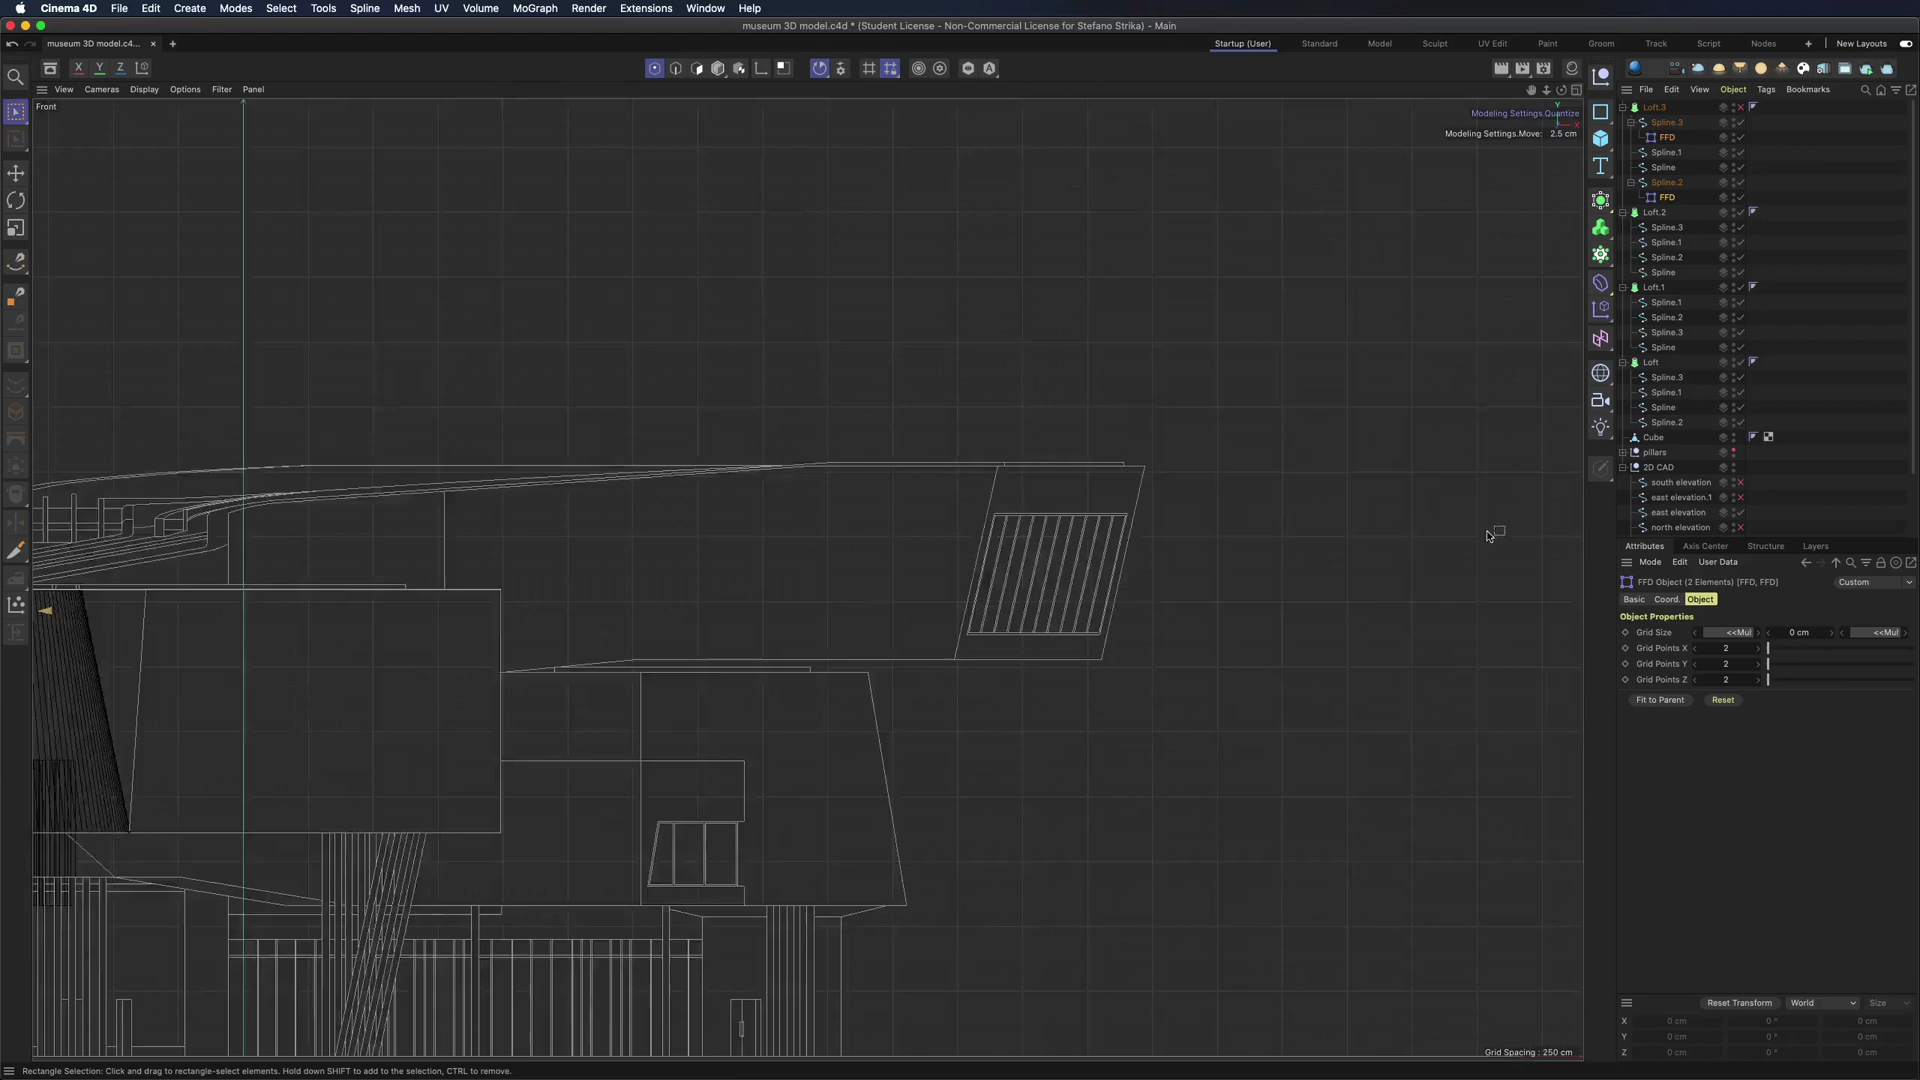 Cinema 4D File Edit Create Modes Select Tools Spline Mesh UV Volume MoGraph Render Extensions Window Help
museum 3D model.c4d * (Student License - Non-Commercial License for Stefano Strika) - Main
museum 3D model.c4... × + Startup (User) Standard Model Sculpt UV Edit Paint Groom Track Script Nodes + New Layouts
X Y Z
View Cameras Display Options Filter Panel
File Edit View Object Tags Bookmarks
Front
Y
X
Modeling Settings.Quantize
Modeling Settings.Move: 2.5 cm
Loft.3
Spline.3
FFD
Spline.1
Spline
Spline.2
FFD
Loft.2
Spline.3
Spline.1
Spline.2
Spline
Loft.1
Spline.1
Spline.2
Spline.3
Spline
Loft
Spline.3
Spline.1
Spline
Spline.2
Cube
pillars
2D CAD
south elevation
east elevation.1
east elevation
north elevation
Attributes Axis Center Structure Layers
Mode Edit User Data
FFD Object (2 Elements) [FFD, FFD] Custom
Basic Coord. Object
Object Properties
Grid Size <<Mul 0 cm <<Mul
Grid Points X 2
Grid Points Y 2
Grid Points Z 2
Fit to Parent Reset
Reset Transform World Size
X 0 cm 0 ° 0 cm
Y 0 cm 0 ° 0 cm
Z 0 cm 0 ° 0 cm
Grid Spacing : 250 cm
Rectangle Selection: Click and drag to rectangle-select elements. Hold down SHIFT to add to the selection, CTRL to remove.